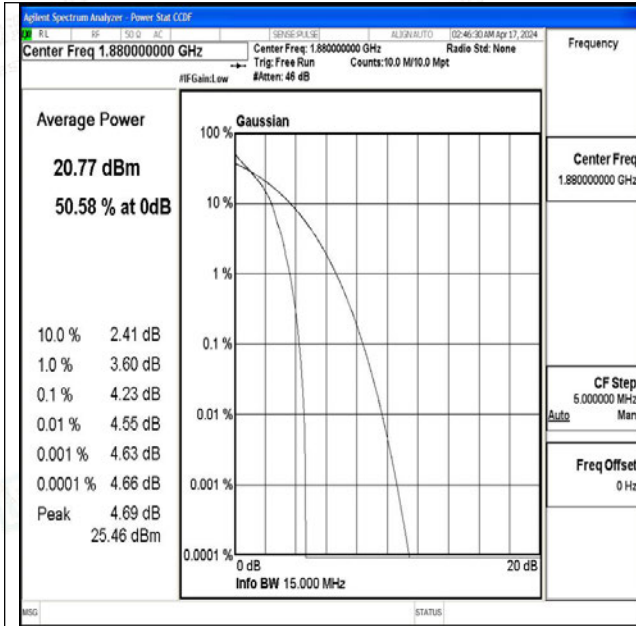 Agilent Spectrum Analyzer - Power Stat CCDF
RL RF 50 Ω AC SENSE:PULSE ALIGN AUTO 02:46:30 AM Apr 17, 2024
Center Freq 1.880000000 GHz
Center Freq: 1.880000000 GHz Radio Std: None
Trig: Free Run Counts:10.0 M/10.0 Mpt
#IFGain:Low #Atten: 46 dB
Frequency
Average Power
20.77 dBm
50.58 % at 0dB
10.0 % 2.41 dB
1.0 % 3.60 dB
0.1 % 4.23 dB
0.01 % 4.55 dB
0.001 % 4.63 dB
0.0001 % 4.66 dB
Peak 4.69 dB
25.46 dBm
Gaussian
100 %
10 %
1 %
0.1 %
0.01 %
0.001 %
0.0001 %
0 dB 20 dB
Info BW 15.000 MHz
Center Freq
1.880000000 GHz
CF Step
5.000000 MHz
Auto Man
Freq Offset
0 Hz
MSG STATUS